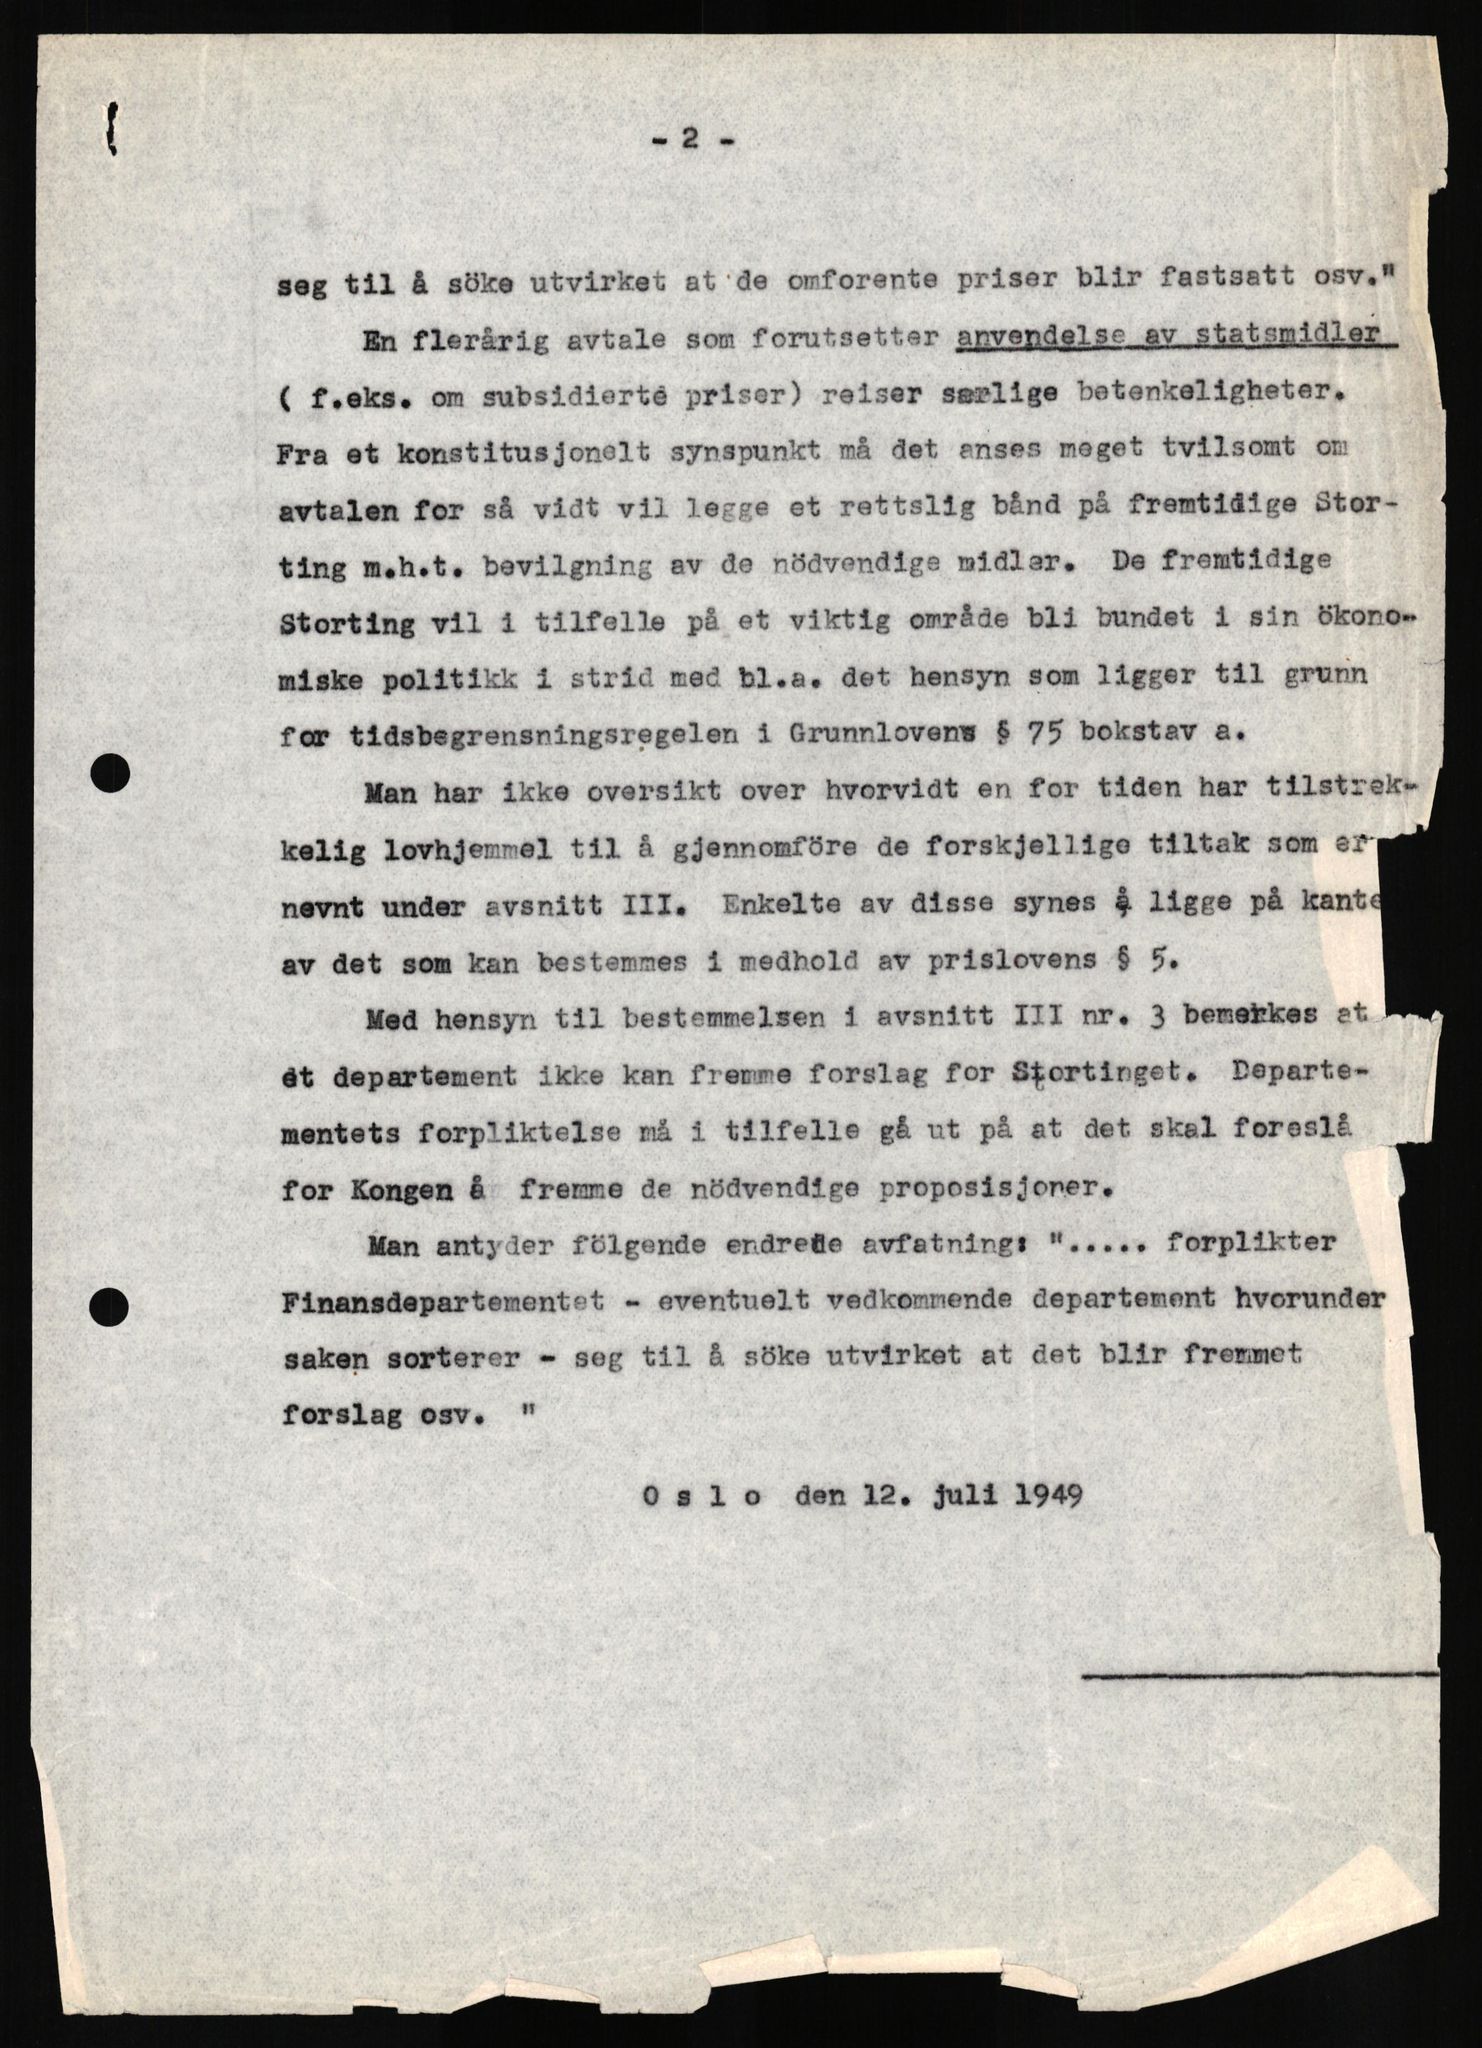 - 2 -
seg til å söke utvirket at de omforente priser blir fastsatt osv."
En flerårig avtale som forutsetter anvendelse av statsmidler
( f.eks. om subsidierte priser) reiser særlige betenkeligheter.
Fra et konstitusjonelt synspunkt må det anses meget tvilsomt om
avtalen for så vidt vil legge et rettslig bånd på fremtidige Stor-
ting m.h.t. bevilgning av de nödvendige midler. De fremtidige
Storting vil i tilfelle på et viktig område bli bundet i sin ökono-
miske politikk i strid med bl.a. det hensyn som ligger til grunn
for tidsbegrensningsregelen i Grunnlovens § 75 bokstav a.
Man har ikke oversikt over hvorvidt en for tiden har tilstrek-
kelig lovhjemmel til å gjennomföre de forskjellige tiltak som er
nevnt under avsnitt III. Enkelte av disse synes å ligge på kante
av det som kan bestemmes i medhold av prislovens § 5.
Med hensyn til bestemmelsen i avsnitt III nr. 3 bemerkes at
et departement ikke kan fremme forslag for Stortinget. Departe-
mentets forpliktelse må i tilfelle gå ut på at det skal foreslå
for Kongen å fremme de nödvendige proposisjoner.
Man antyder fölgende endrede avfatning: "..... forplikter
Finansdepartementet - eventuelt vedkommende departement hvorunder
saken sorterer - seg til å söke utvirket at det blir fremmet
forslag osv. "
O s l o den 12. juli 1949